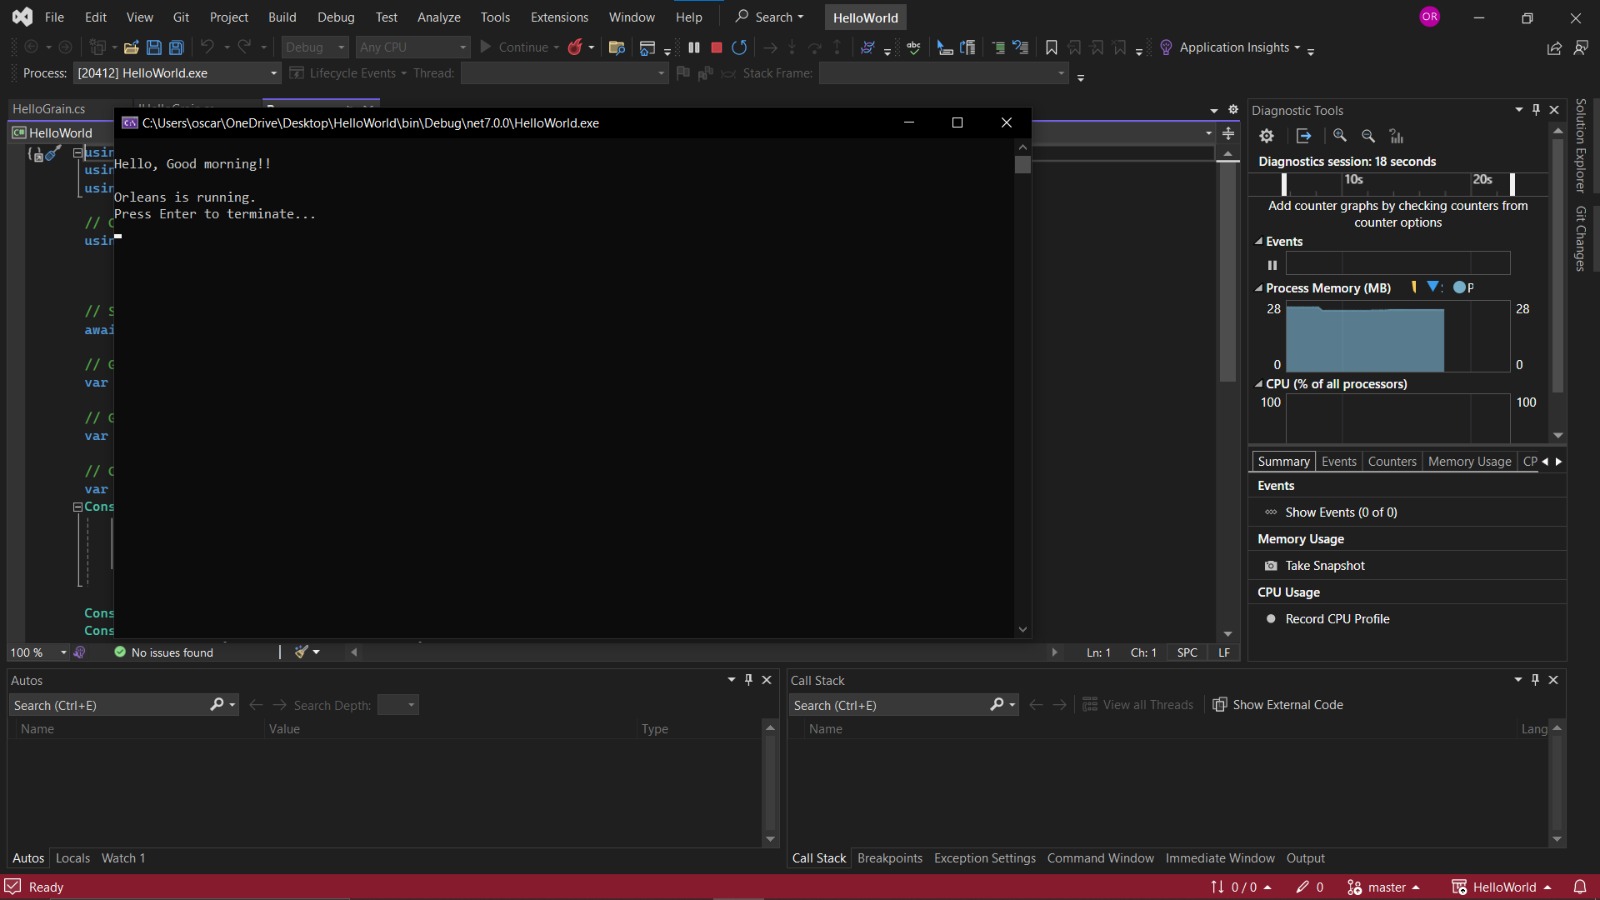 File Edit View Git Project Build Debug Test Analyze Tools Extensions Window Help Search HelloWorld OR
Debug Any CPU Continue Application Insights
Process: [20412] HelloWorld.exe Lifecycle Events Thread: Stack Frame:
HelloGrain.cs
C# HelloWorld
C:\Users\oscar\OneDrive\Desktop\HelloWorld\bin\Debug\net7.0.0\HelloWorld.exe
Hello, Good morning!!
Orleans is running.
Press Enter to terminate...
usin
usin
usin
// C
usin
// S
awai
// G
var
// G
var
// C
var
Cons
Cons
Cons
100 % No issues found Ln: 1 Ch: 1 SPC LF
Diagnostic Tools
Diagnostics session: 18 seconds
10s 20s
Add counter graphs by checking counters from
counter options
Events
Process Memory (MB) P
28 28
0 0
CPU (% of all processors)
100 100
Summary Events Counters Memory Usage CP
Events
Show Events (0 of 0)
Memory Usage
Take Snapshot
CPU Usage
Record CPU Profile
Solution Explorer
Git Changes
Autos
Search (Ctrl+E) Search Depth:
Name Value Type
Autos Locals Watch 1
Call Stack
Search (Ctrl+E) View all Threads Show External Code
Name Lang
Call Stack Breakpoints Exception Settings Command Window Immediate Window Output
Ready 0 / 0 0 master HelloWorld